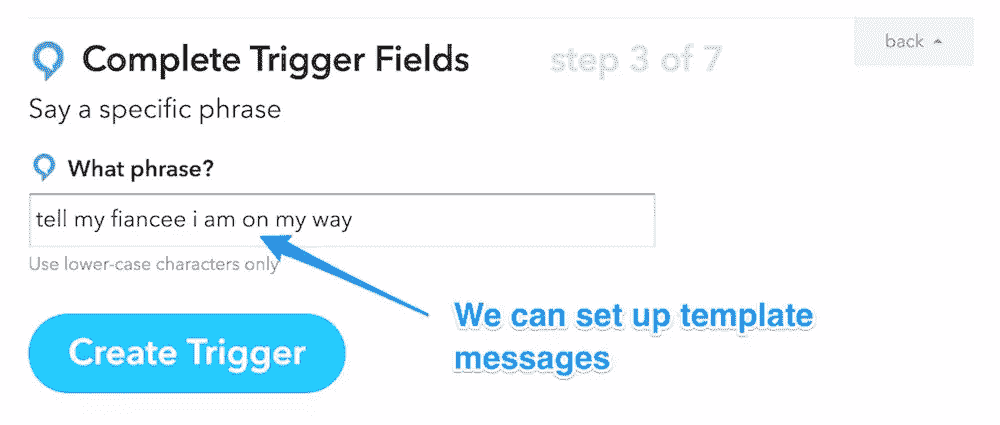 Complete Trigger Fields
step 3 of 7
back
Say a specific phrase
What phrase?
tell my fiancee i am on my way
Use lower-case characters only
We can set up template
messages
Create Trigger